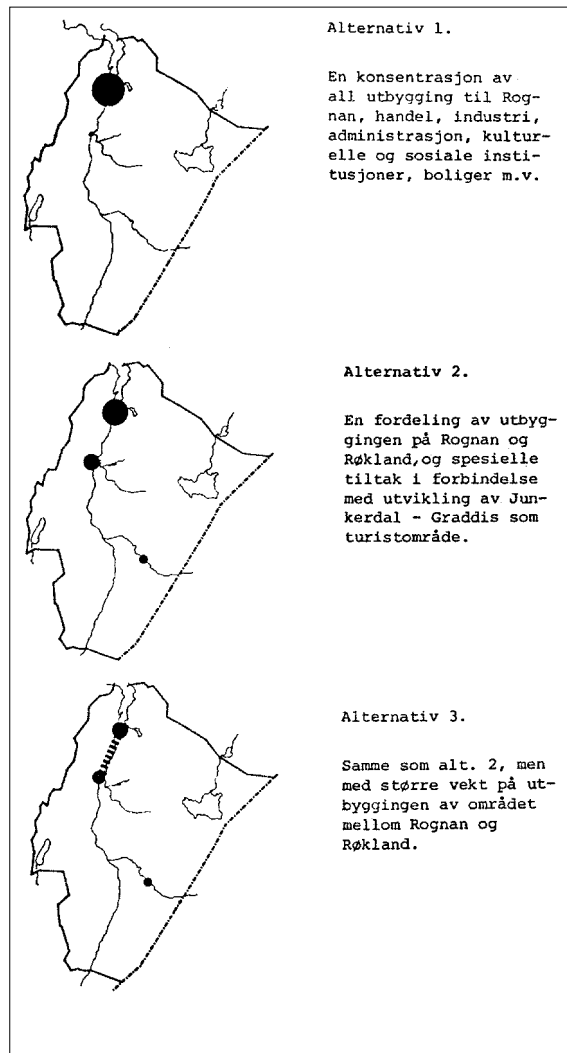 Alternativ 1.
En konsentrasjon av
all utbygging til Rog-
nan, handel, industri,
administrasjon, kultur-
elle og sosiale insti-
tusjoner, boliger m.v.
Alternativ 2.
En fordeling av utbyg-
gingen på Rognan og
Røkland,og spesielle
tiltak i forbindelse
med utvikling av Jun-
kerdal - Graddis som
turistområde.
Alternativ 3.
Samme som alt. 2, men
med større vekt på ut-
byggingen av området
mellom Rognan og
Røkland.